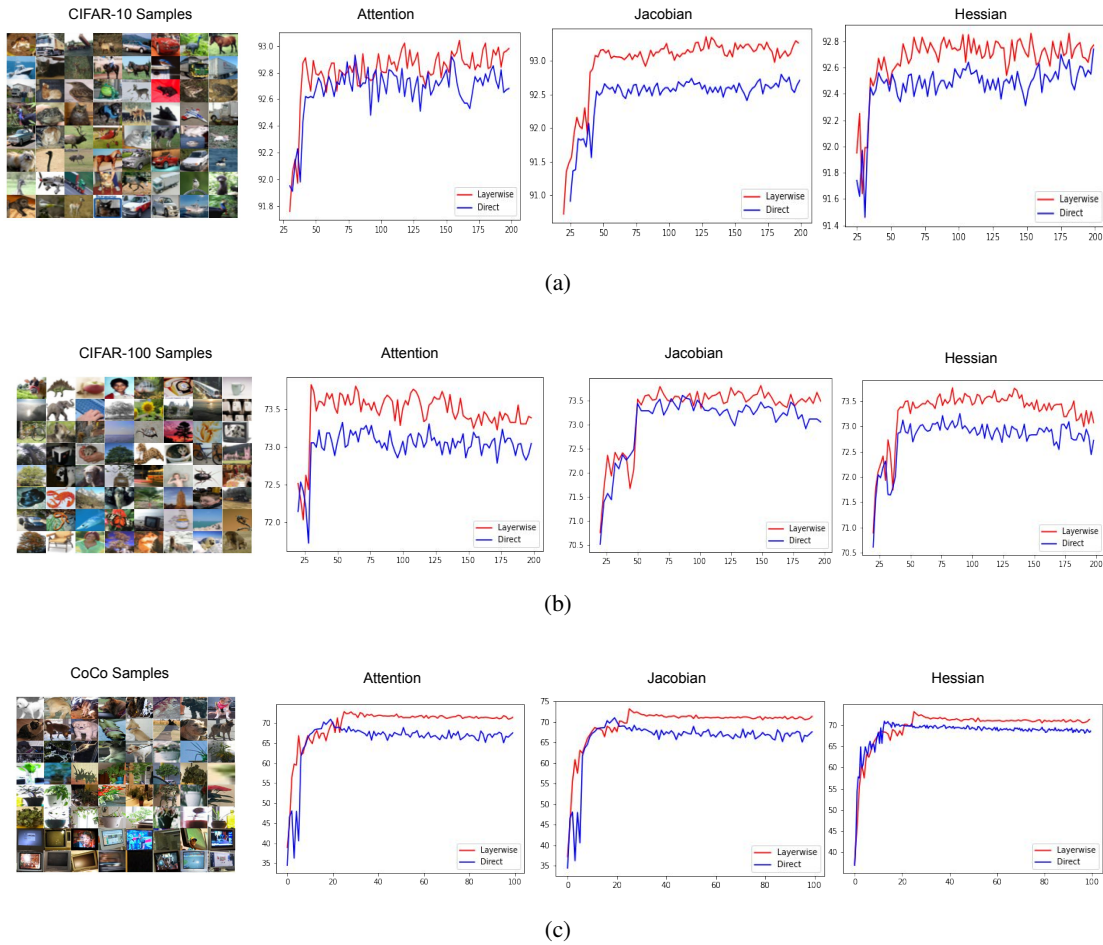 CIFAR-10 Samples
Attention
Jacobian
Hessian
93.0
92.8
92.6
92.4
92.2
92.0
91.8
25 50 75 100 125 150 175 200
Layerwise
Direct
93.0
92.5
92.0
91.5
91.0
25 50 75 100 125 150 175 200
Layerwise
Direct
92.8
92.6
92.4
92.2
92.0
91.8
91.6
91.4
25 50 75 100 125 150 175 200
Layerwise
Direct
(a)
CIFAR-100 Samples
Attention
Jacobian
Hessian
73.5
73.0
72.5
72.0
25 50 75 100 125 150 175 200
Layerwise
Direct
73.5
73.0
72.5
72.0
71.5
71.0
70.5
25 50 75 100 125 150 175 200
Layerwise
Direct
73.5
73.0
72.5
72.0
71.5
71.0
70.5
25 50 75 100 125 150 175 200
Layerwise
Direct
(b)
CoCo Samples
Attention
Jacobian
Hessian
70
65
60
55
50
45
40
35
0 20 40 60 80 100
Layerwise
Direct
75
70
65
60
55
50
45
40
35
0 20 40 60 80 100
Layerwise
Direct
70
60
50
40
0 20 40 60 80 100
Layerwise
Direct
(c)